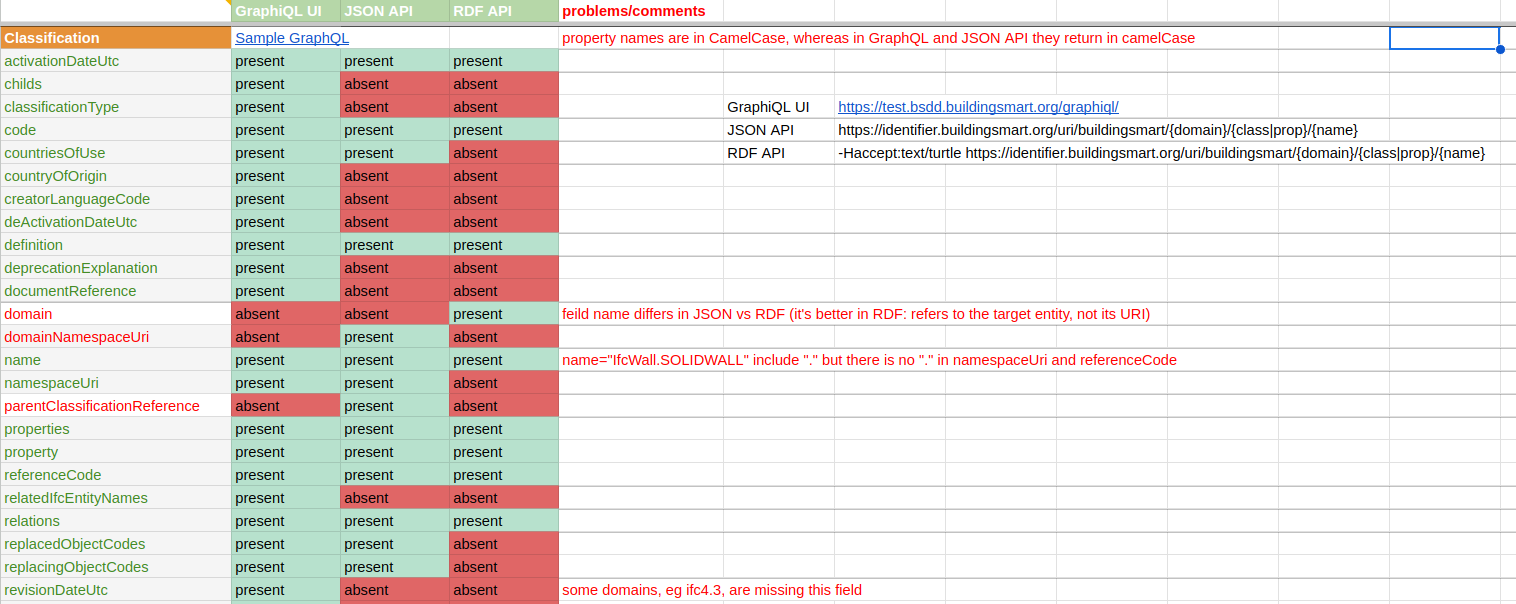 GraphiQL UI JSON API RDF API problems/comments
Classification Sample GraphQL property names are in CamelCase, whereas in GraphQL and JSON API they return in camelCase
activationDateUtc present present present
childs present absent absent
classificationType present absent absent GraphiQL UI https://test.bsdd.buildingsmart.org/graphiql/
code present present present JSON API https://identifier.buildingsmart.org/uri/buildingsmart/{domain}/{class|prop}/{name}
countriesOfUse present present absent RDF API -Haccept:text/turtle https://identifier.buildingsmart.org/uri/buildingsmart/{domain}/{class|prop}/{name}
countryOfOrigin present absent absent
creatorLanguageCode present absent absent
deActivationDateUtc present absent absent
definition present present present
deprecationExplanation present absent absent
documentReference present absent absent
domain absent absent present feild name differs in JSON vs RDF (it's better in RDF: refers to the target entity, not its URI)
domainNamespaceUri absent present absent
name present present present name="IfcWall.SOLIDWALL" include "." but there is no "." in namespaceUri and referenceCode
namespaceUri present present absent
parentClassificationReference absent present absent
properties present present present
property present present present
referenceCode present present present
relatedIfcEntityNames present absent absent
relations present present present
replacedObjectCodes present present absent
replacingObjectCodes present present absent
revisionDateUtc present absent absent some domains, eg ifc4.3, are missing this field